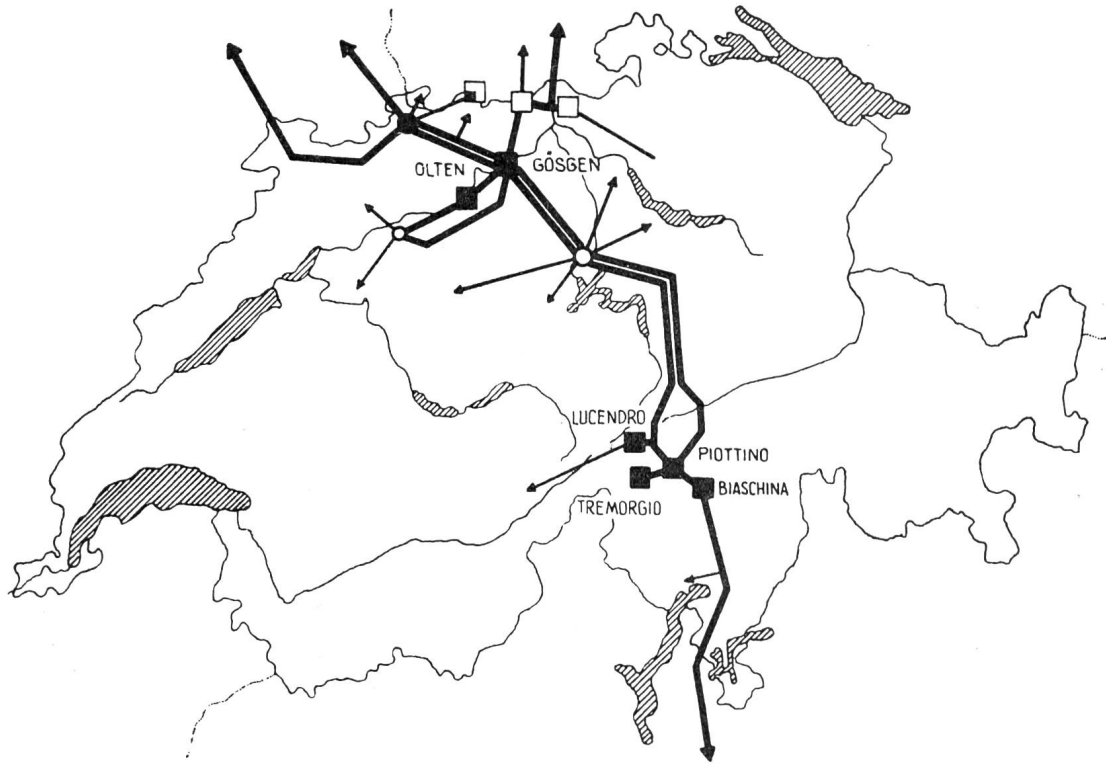 OLTEN
GÖSGEN
LUCENDRO
PIOTTINO
BIASCHINA
TREMORGIO